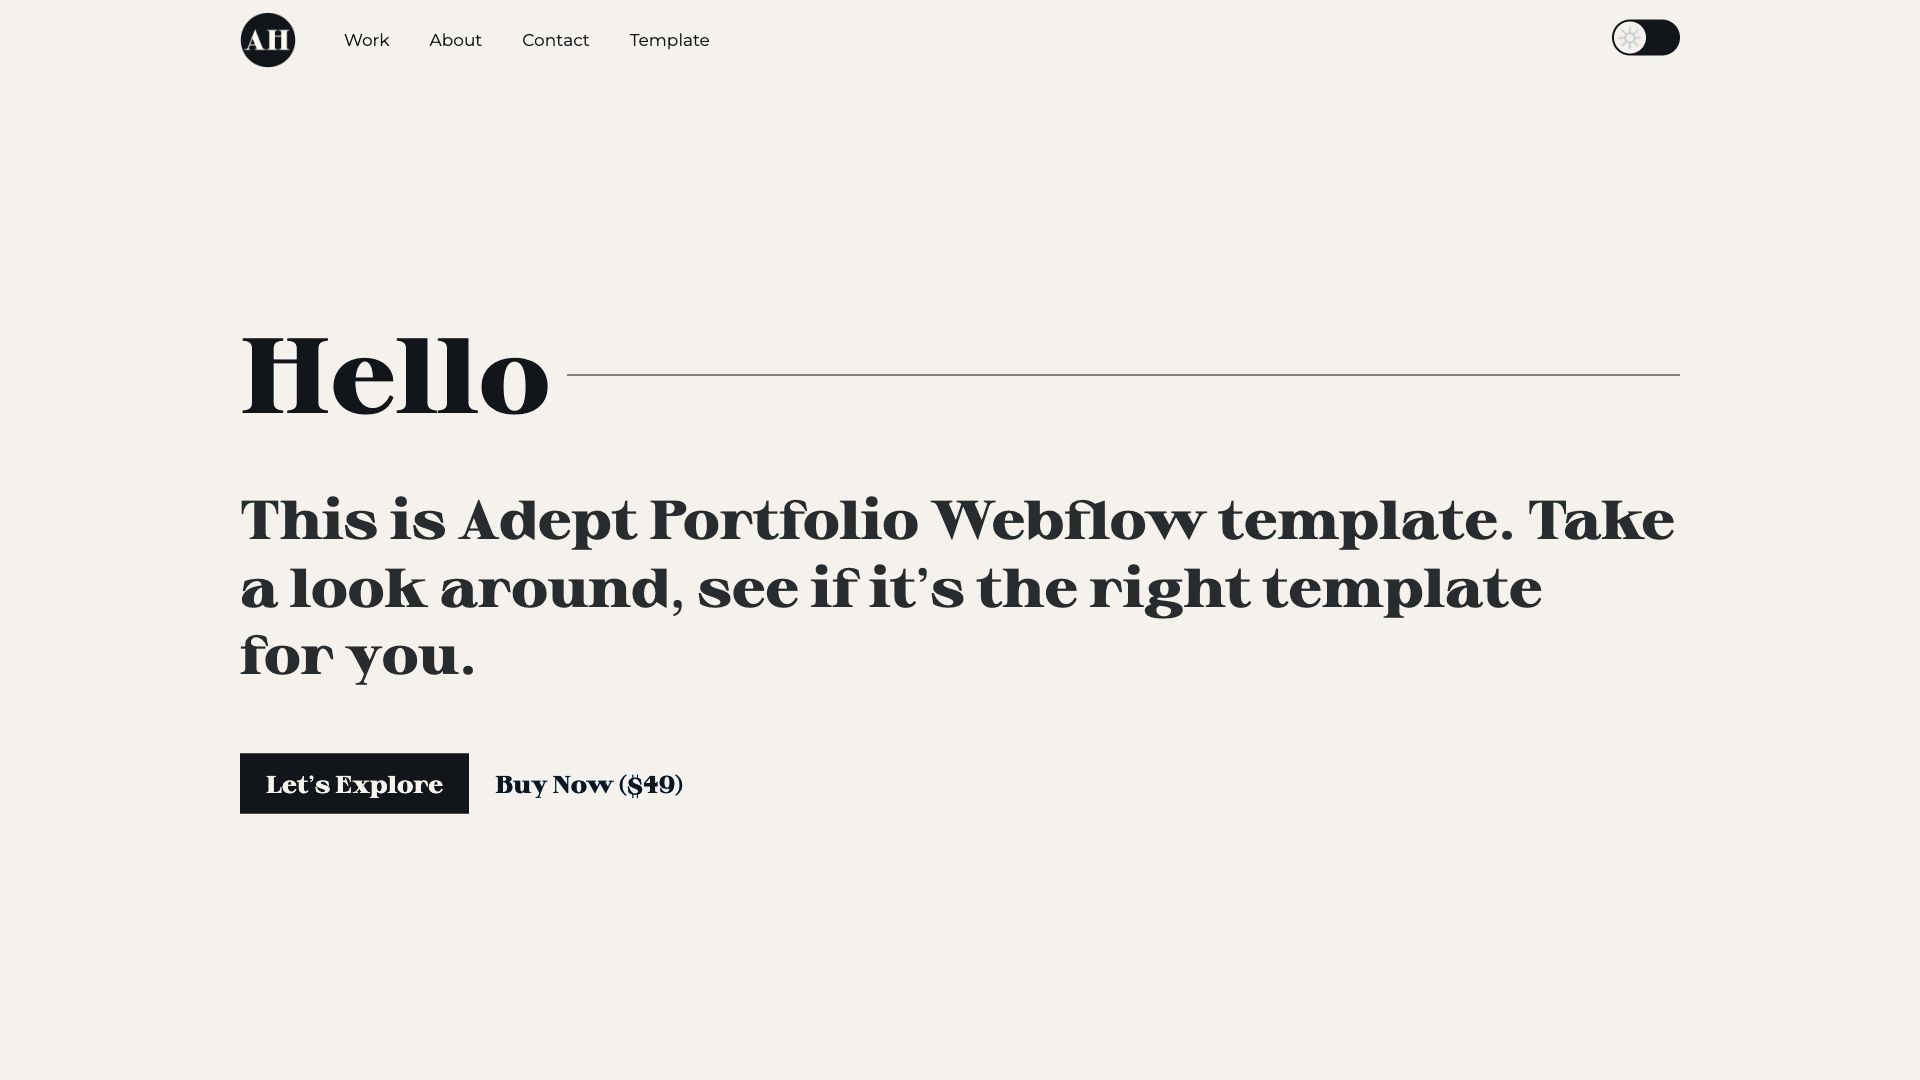 AH
Work
About
Contact
Template
Hello
This is Adept Portfolio Webflow template. Take
a look around, see if it’s the right template
for you.
Let’s Explore
Buy Now ($49)